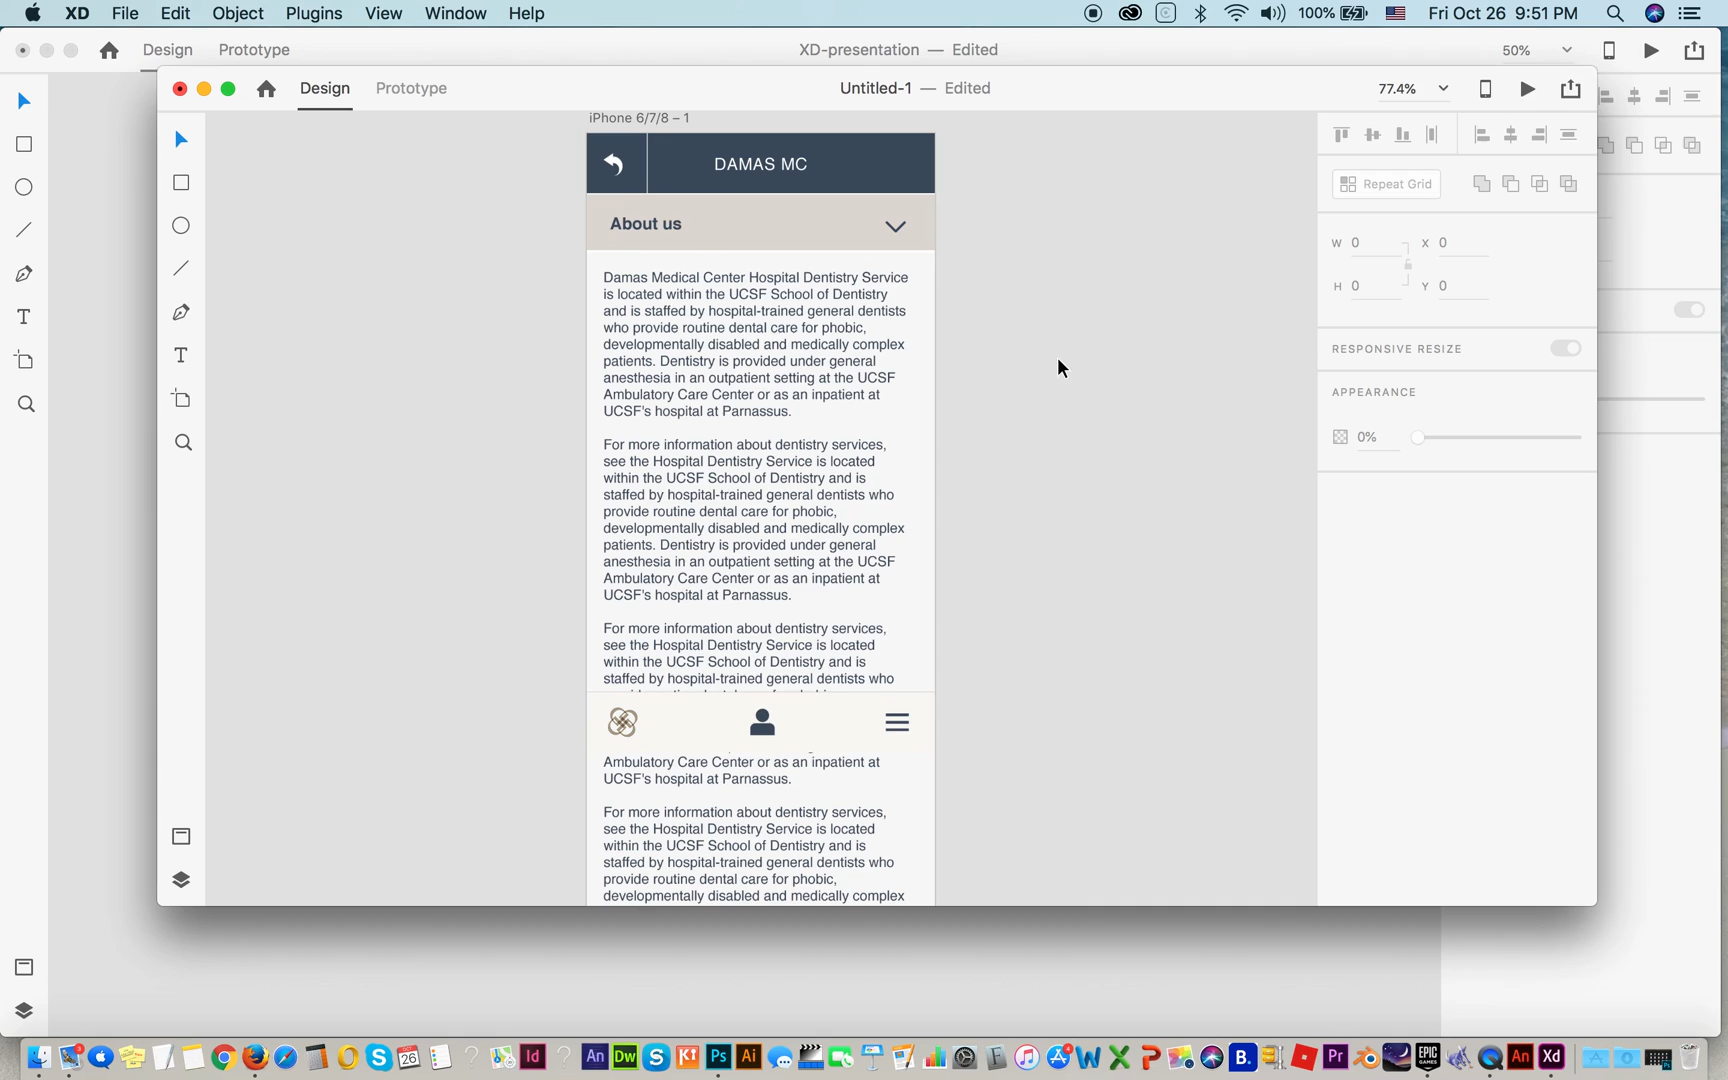 XD File Edit Object Plugins View Window Help 100% Fri Oct 26 9:51 PM
Design Prototype XD-presentation — Edited 50%
Design Prototype Untitled-1 — Edited 77.4%
iPhone 6/7/8 – 1
DAMAS MC
About us
Damas Medical Center Hospital Dentistry Service
is located within the UCSF School of Dentistry
and is staffed by hospital-trained general dentists
who provide routine dental care for phobic,
developmentally disabled and medically complex
patients. Dentistry is provided under general
anesthesia in an outpatient setting at the UCSF
Ambulatory Care Center or as an inpatient at
UCSF's hospital at Parnassus.
For more information about dentistry services,
see the Hospital Dentistry Service is located
within the UCSF School of Dentistry and is
staffed by hospital-trained general dentists who
provide routine dental care for phobic,
developmentally disabled and medically complex
patients. Dentistry is provided under general
anesthesia in an outpatient setting at the UCSF
Ambulatory Care Center or as an inpatient at
UCSF's hospital at Parnassus.
For more information about dentistry services,
see the Hospital Dentistry Service is located
within the UCSF School of Dentistry and is
staffed by hospital-trained general dentists who
Ambulatory Care Center or as an inpatient at
UCSF's hospital at Parnassus.
For more information about dentistry services,
see the Hospital Dentistry Service is located
within the UCSF School of Dentistry and is
staffed by hospital-trained general dentists who
provide routine dental care for phobic,
developmentally disabled and medically complex
Repeat Grid
W 0 X 0
H 0 Y 0
RESPONSIVE RESIZE
APPEARANCE
0%
T
T
3 26 Id An Dw S Ps Ai 4 W X P B. Pr EPIC GAMES An Xd